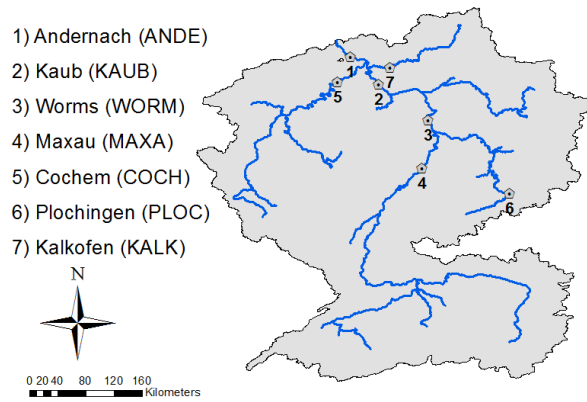 1) Andernach (ANDE)
2) Kaub (KAUB)
3) Worms (WORM)
4) Maxau (MAXA)
5) Cochem (COCH)
6) Plochingen (PLOC)
7) Kalkofen (KALK)
1
7
5
2
3
4
6
N
0 20 40 80 120 160
Kilometers